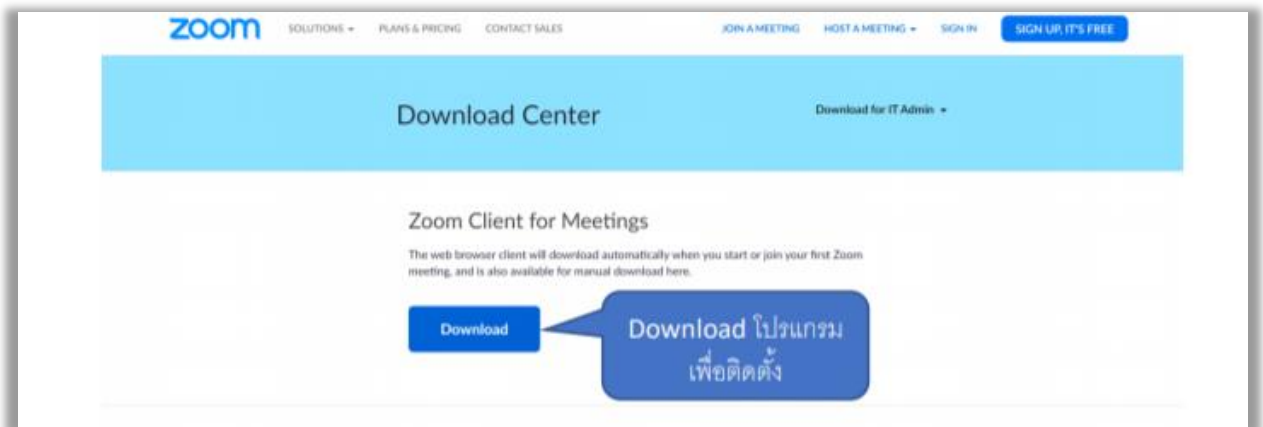 zoom SOLUTIONS PLANS & PRICING CONTACT SALES JOIN A MEETING HOST A MEETING SIGN IN SIGN UP, IT'S FREE
Download Center Download for IT Admin
Zoom Client for Meetings
The web browser client will download automatically when you start or join your first Zoom
meeting, and is also available for manual download here.
Download
Download โปรแกรม
เพื่อติดตั้ง